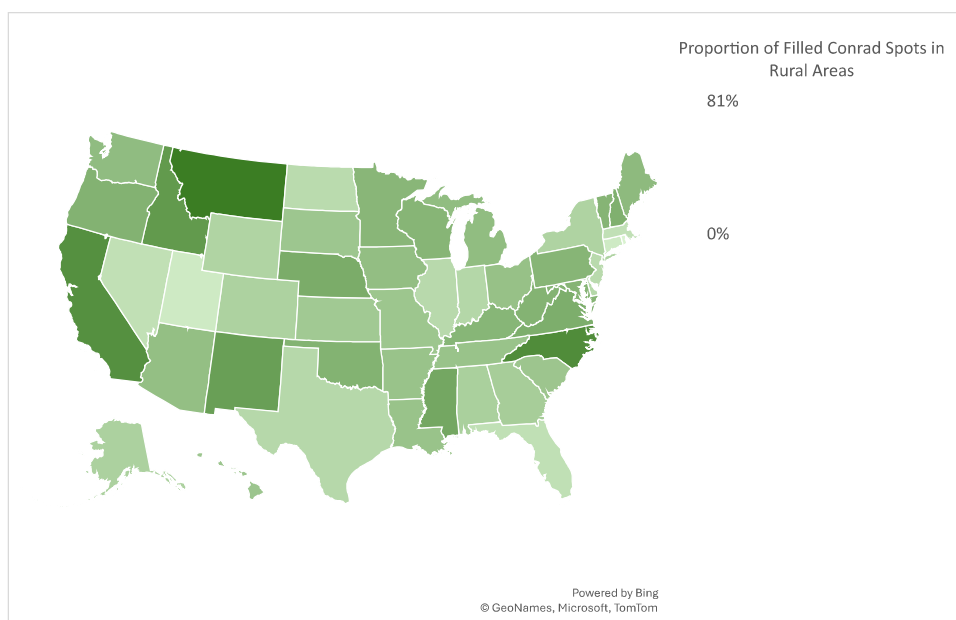 Proportion of Filled Conrad Spots in
Rural Areas
81%
0%
Powered by Bing
© GeoNames, Microsoft, TomTom